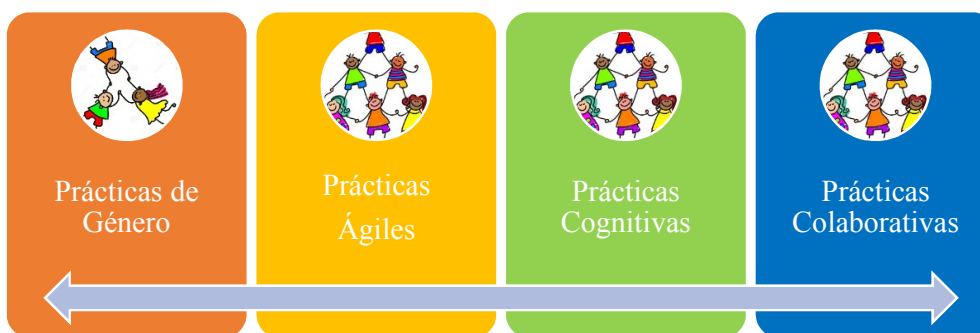 Prácticas de
Género
Prácticas
Ágiles
Prácticas
Cognitivas
Prácticas
Colaborativas